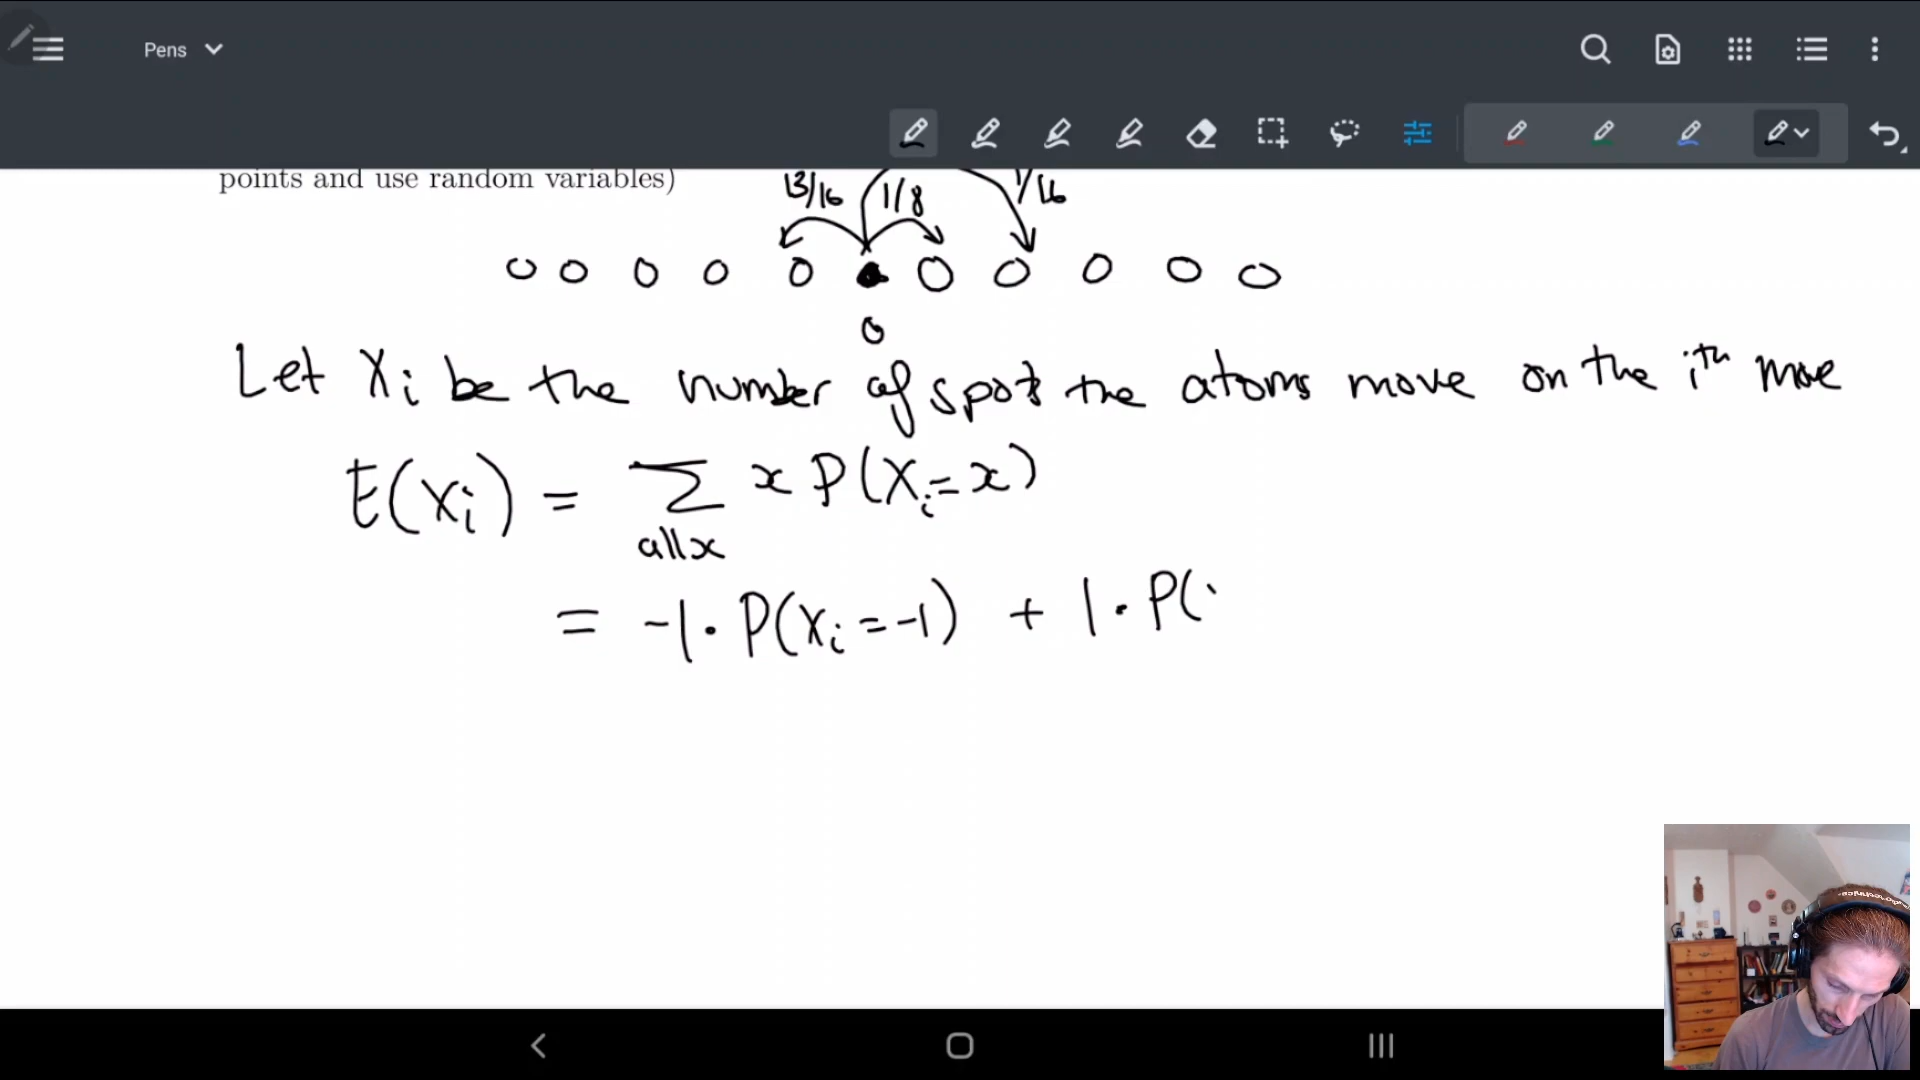 Pens
points and use random variables)
13/16 1/8 1/16
0
Let Xi be the number of spots the atoms move on the ith move
E(Xi) = Σ x P(Xi = x)
all x
= -1 · P(Xi = -1) + 1 · P(